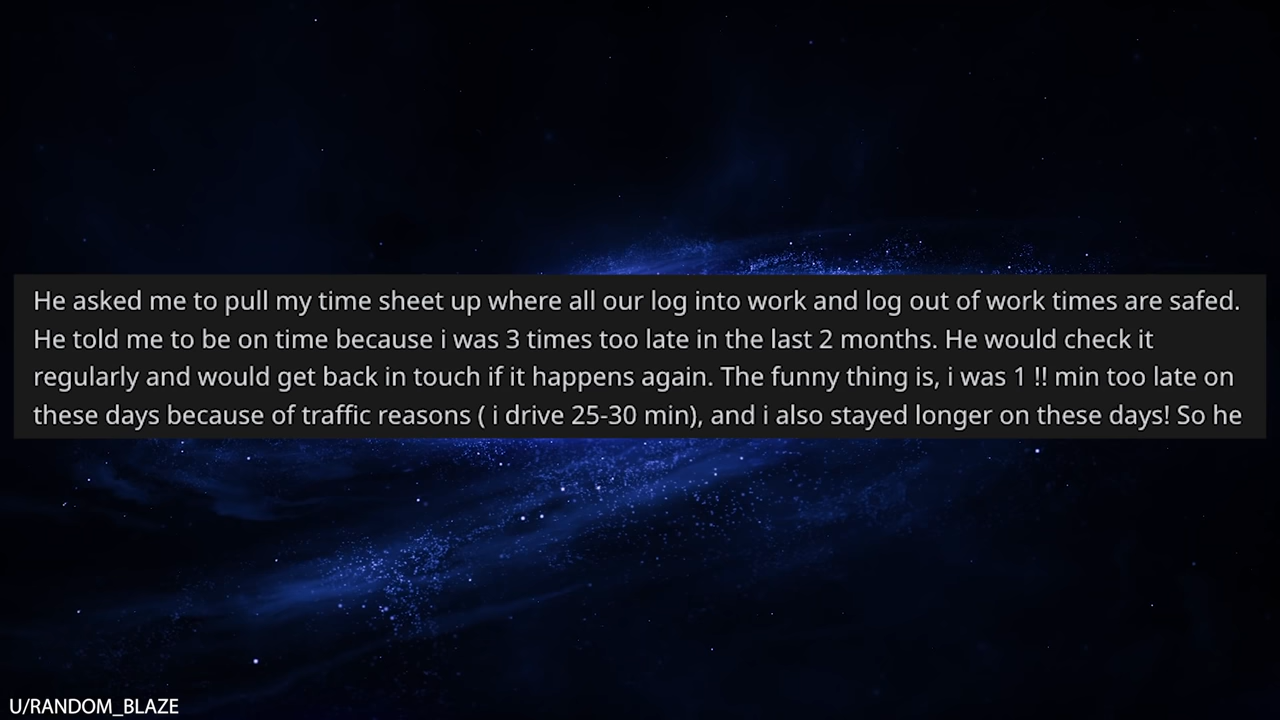 He asked me to pull my time sheet up where all our log into work and log out of work times are safed.
He told me to be on time because i was 3 times too late in the last 2 months. He would check it
regularly and would get back in touch if it happens again. The funny thing is, i was 1 !! min too late on
these days because of traffic reasons ( i drive 25-30 min), and i also stayed longer on these days! So he
U/RANDOM_BLAZE